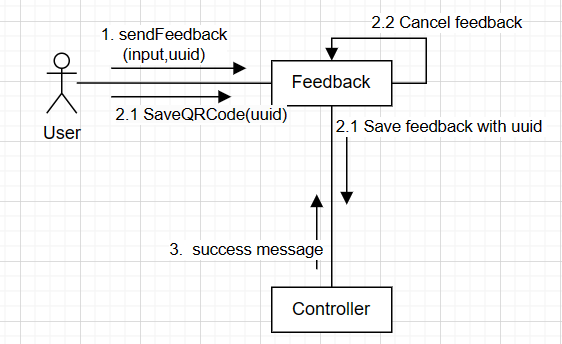 2.2 Cancel feedback
1. sendFeedback
(input,uuid)
Feedback
2.1 SaveQRCode(uuid)
User
2.1 Save feedback with uuid
3. success message
Controller